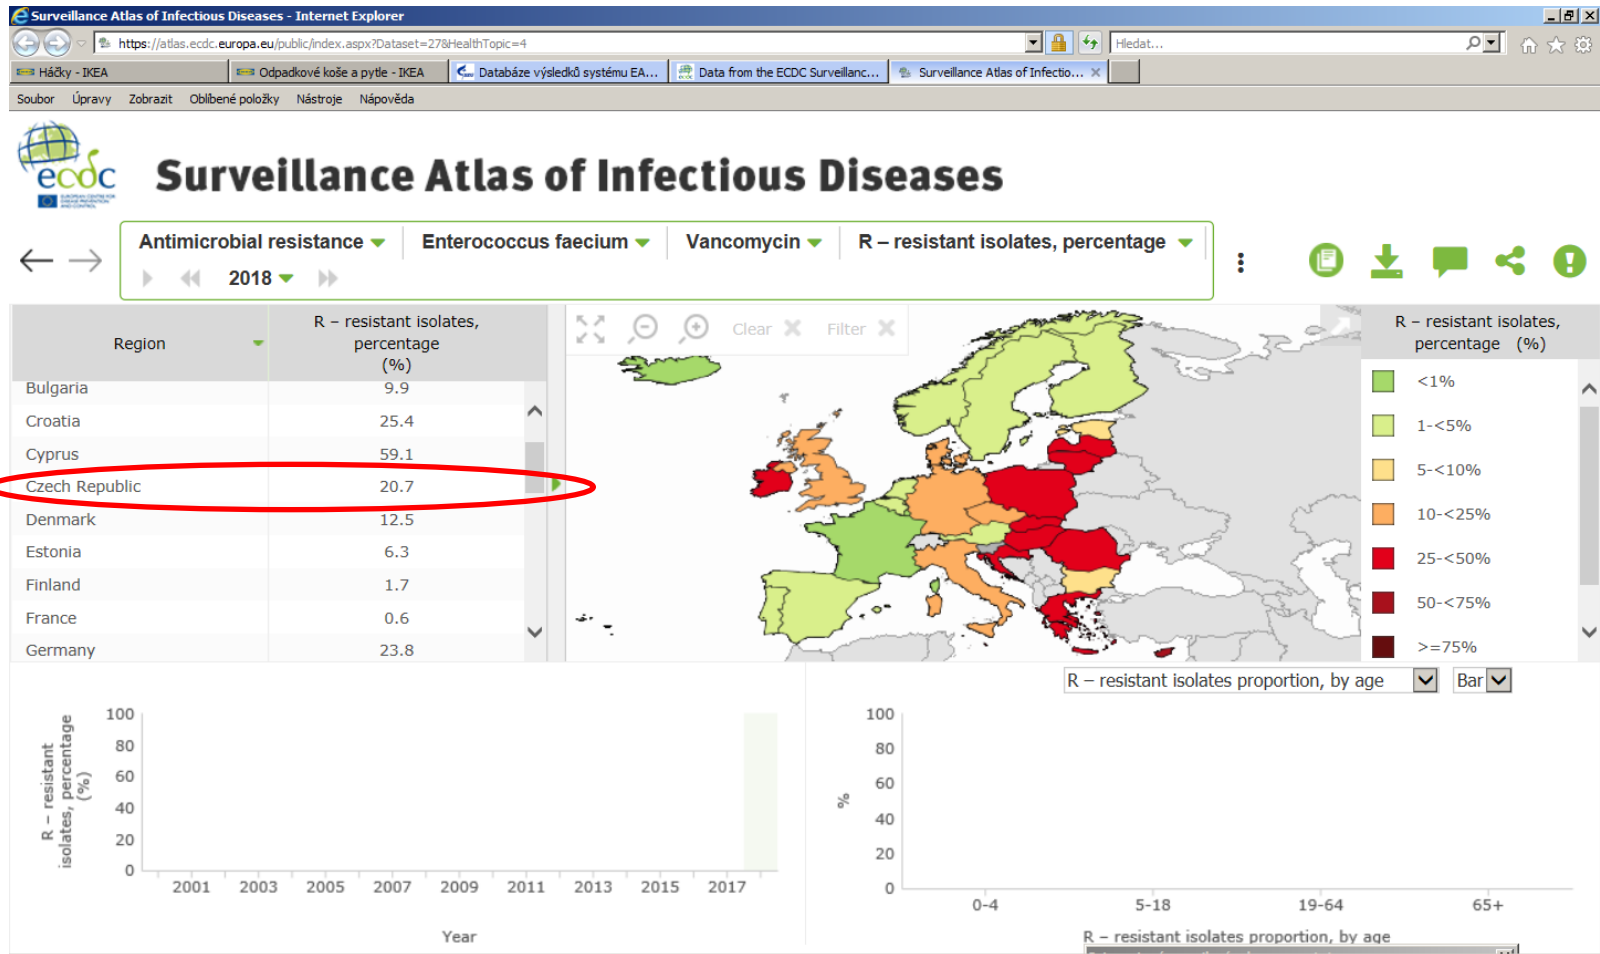 Surveillance Atlas of Infectious Diseases - Internet Explorer
https://atlas.ecdc.europa.eu/public/index.aspx?Dataset=27&HealthTopic=4
Hledat...
Háčky - IKEA
Odpadkové koše a pytle - IKEA
Databáze výsledků systému EA...
Data from the ECDC Surveillanc...
Surveillance Atlas of Infectio...
Soubor Úpravy Zobrazit Oblíbené položky Nástroje Nápověda
ecdc
EUROPEAN CENTRE FOR
DISEASE PREVENTION
AND CONTROL
Surveillance Atlas of Infectious Diseases
Antimicrobial resistance Enterococcus faecium Vancomycin R – resistant isolates, percentage
2018
Region
R – resistant isolates,
percentage
(%)
Bulgaria 9.9
Croatia 25.4
Cyprus 59.1
Czech Republic 20.7
Denmark 12.5
Estonia 6.3
Finland 1.7
France 0.6
Germany 23.8
Clear Filter
R – resistant isolates,
percentage (%)
<1%
1-<5%
5-<10%
10-<25%
25-<50%
50-<75%
>=75%
R – resistant
isolates, percentage
(%)
100
80
60
40
20
0
2001 2003 2005 2007 2009 2011 2013 2015 2017
Year
R – resistant isolates proportion, by age Bar
%
100
80
60
40
20
0
0-4 5-18 19-64 65+
R – resistant isolates proportion, by age